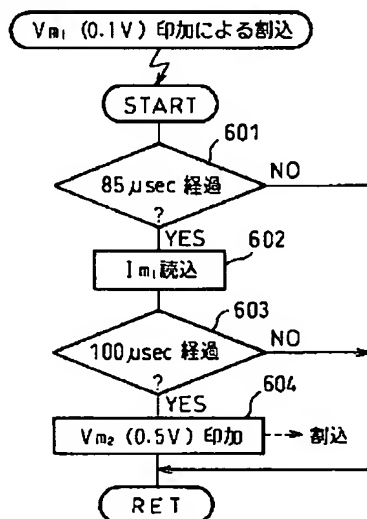 Vm₁ (0.1V) 印加による割込
START
601
85μsec 経過
?
NO
YES
602
Im₁読込
603
100μsec 経過
?
NO
YES
604
Vm₂ (0.5V) 印加
割込
RET